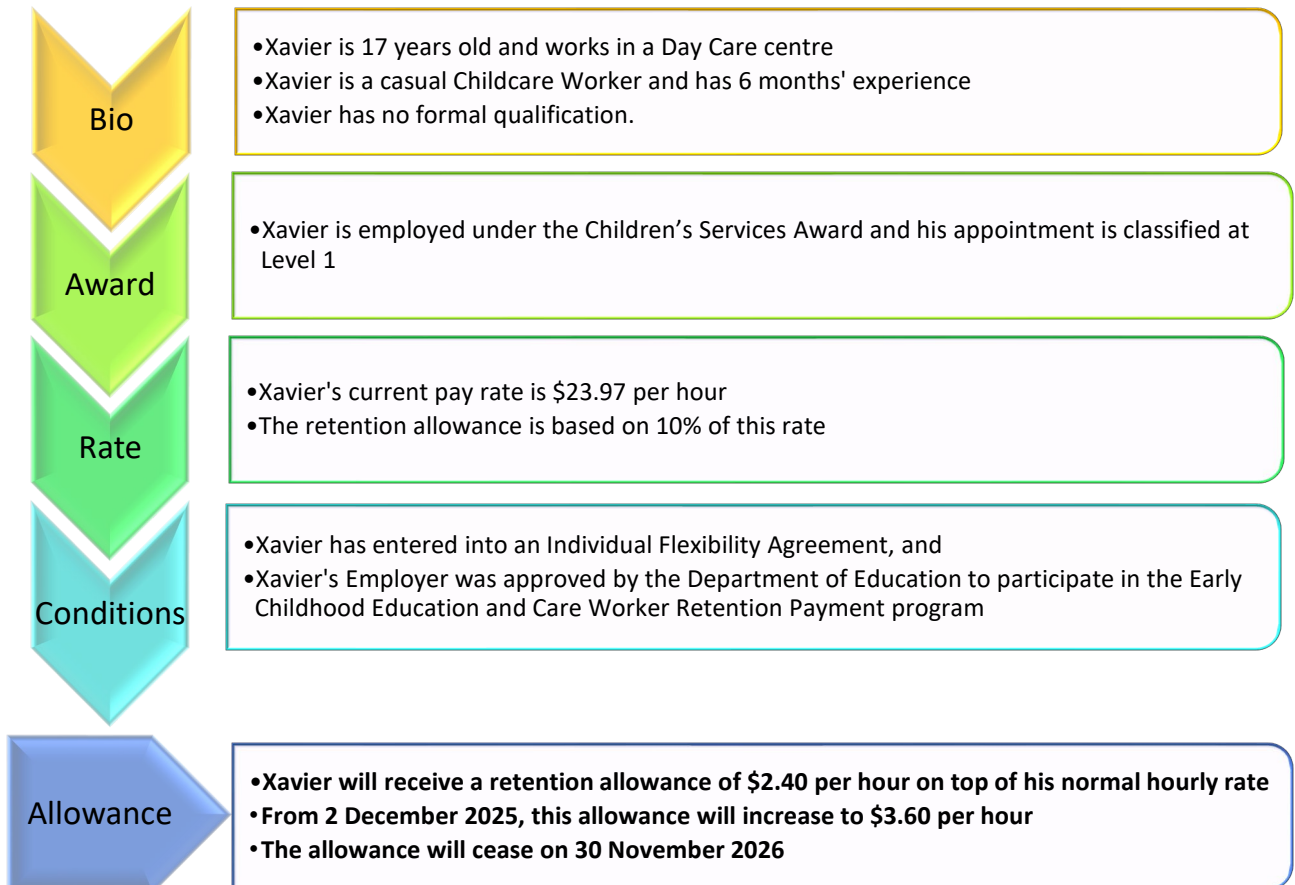 Bio
•Xavier is 17 years old and works in a Day Care centre
•Xavier is a casual Childcare Worker and has 6 months' experience
•Xavier has no formal qualification.
Award
•Xavier is employed under the Children’s Services Award and his appointment is classified at
Level 1
Rate
•Xavier's current pay rate is $23.97 per hour
•The retention allowance is based on 10% of this rate
Conditions
•Xavier has entered into an Individual Flexibility Agreement, and
•Xavier's Employer was approved by the Department of Education to participate in the Early
Childhood Education and Care Worker Retention Payment program
Allowance
•Xavier will receive a retention allowance of $2.40 per hour on top of his normal hourly rate
•From 2 December 2025, this allowance will increase to $3.60 per hour
•The allowance will cease on 30 November 2026